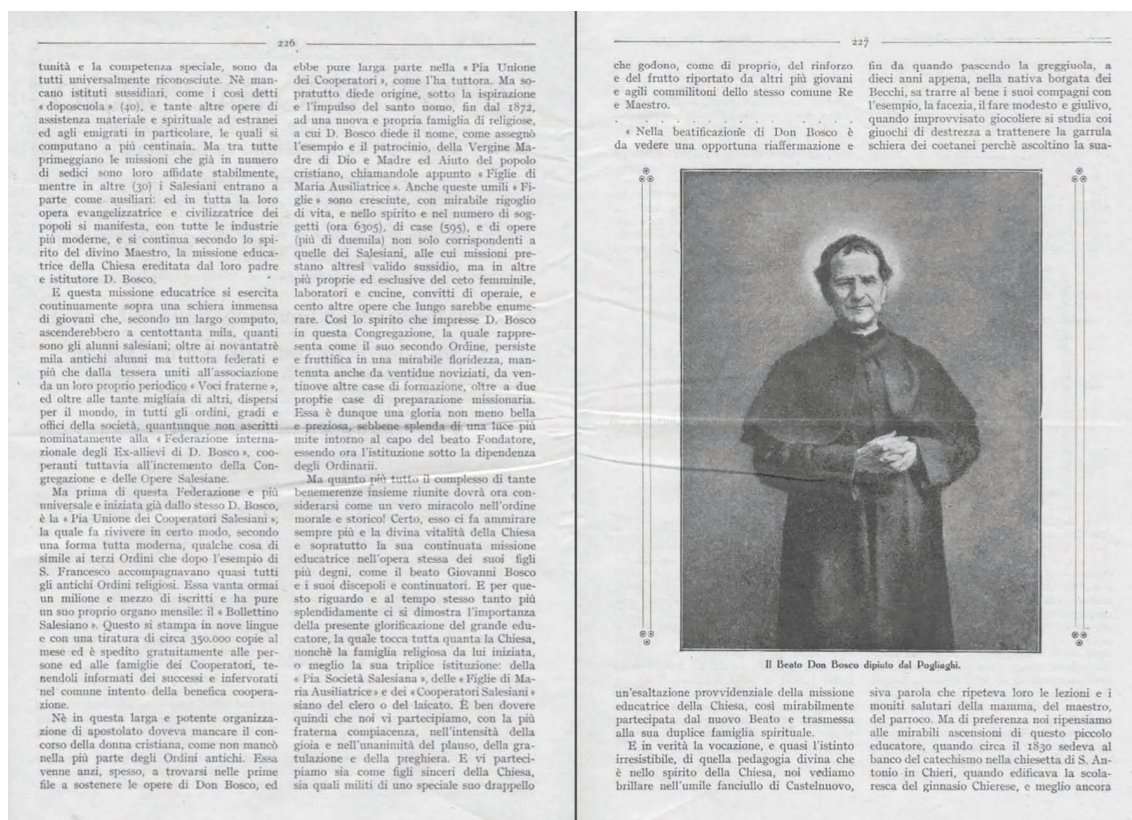 226
tunità e la competenza speciale, sono da
tutti universalmente riconosciute. Nè man-
cano istituti sussidiari, come i così detti
« doposcuola » (40), e tante altre opere di
assistenza materiale e spirituale ad estranei
ed agli emigrati in particolare, le quali si
computano a più centinaia. Ma tra tutte
primeggiano le missioni che già in numero
di sedici sono loro affidate stabilmente,
mentre in altre (30) i Salesiani entrano a
parte come ausiliari: ed in tutta la loro
opera evangelizzatrice e civilizzatrice dei
popoli si manifesta, con tutte le industrie
più moderne, e si continua secondo lo spi-
rito del divino Maestro, la missione educa-
trice della Chiesa ereditata dal loro padre
e istitutore D. Bosco.
E questa missione educatrice si esercita
continuamente sopra una schiera immensa
di giovani che, secondo un largo computo,
ascenderebbero a centottanta mila, quanti
sono gli alunni salesiani; oltre ai novantatrè
mila antichi alunni ma tuttora federati e
più che dalla tessera uniti all'associazione
da un loro proprio periodico « Voci fraterne »,
ed oltre alle tante migliaia di altri, dispersi
per il mondo, in tutti gli ordini, gradi e
offici della società, quantunque non ascritti
nominatamente alla « Federazione interna-
zionale degli Ex-allievi di D. Bosco », coo-
peranti tuttavia all'incremento della Con-
gregazione e delle Opere Salesiane.
Ma prima di questa Federazione e più
universale e iniziata già dallo stesso D. Bosco,
è la « Pia Unione dei Cooperatori Salesiani »;
la quale fa rivivere in certo modo, secondo
una forma tutta moderna, qualche cosa di
simile ai terzi Ordini che dopo l'esempio di
S. Francesco accompagnavano quasi tutti
gli antichi Ordini religiosi. Essa vanta ormai
un milione e mezzo di iscritti e ha pure
un suo proprio organo mensile: il « Bollettino
Salesiano ». Questo si stampa in nove lingue
e con una tiratura di circa 350.000 copie al
mese ed è spedito gratuitamente alle per-
sone ed alle famiglie dei Cooperatori, te-
nendoli informati dei successi e infervorati
nel comune intento della benefica coopera-
zione.
Nè in questa larga e potente organizza-
zione di apostolato doveva mancare il con-
corso della donna cristiana, come non mancò
nella più parte degli Ordini antichi. Essa
venne anzi, spesso, a trovarsi nelle prime
file a sostenere le opere di Don Bosco, ed
ebbe pure larga parte nella « Pia Unione
dei Cooperatori », come l'ha tuttora. Ma so-
pratutto diede origine, sotto la ispirazione
e l'impulso del santo uomo, fin dal 1872,
ad una nuova e propria famiglia di religiose,
a cui D. Bosco diede il nome, come assegnò
l'esempio e il patrocinio, della Vergine Ma-
dre di Dio e Madre ed Aiuto del popolo
cristiano, chiamandole appunto « Figlie di
Maria Ausiliatrice ». Anche queste umili « Fi-
glie » sono cresciute, con mirabile rigoglio
di vita, e nello spirito e nel numero di sog-
getti (ora 6305), di case (595), e di opere
(più di duemila) non solo corrispondenti a
quelle dei Salesiani, alle cui missioni pre-
stano altresì valido sussidio, ma in altre
più proprie ed esclusive del ceto femminile,
laboratori e cucine, convitti di operaie, e
cento altre opere che lungo sarebbe enume-
rare. Così lo spirito che impresse D. Bosco
in questa Congregazione, la quale rappre-
senta come il suo secondo Ordine, persiste
e fruttifica in una mirabile floridezza, man-
tenuta anche da ventidue noviziati, da ven-
tinove altre case di formazione, oltre a due
proprie case di preparazione missionaria.
Essa è dunque una gloria non meno bella
e preziosa, sebbene splenda di una luce più
mite intorno al capo del beato Fondatore,
essendo ora l'istituzione sotto la dipendenza
degli Ordinarii.
Ma quanto più tutto il complesso di tante
benemerenze insieme riunite dovrà ora con-
siderarsi come un vero miracolo nell'ordine
morale e storico! Certo, esso ci fa ammirare
sempre più e la divina vitalità della Chiesa
e sopratutto la sua continuata missione
educatrice nell'opera stessa dei suoi figli
più degni, come il beato Giovanni Bosco
e i suoi discepoli e continuatori. E per que-
sto riguardo e al tempo stesso tanto più
splendidamente ci si dimostra l'importanza
della presente glorificazione del grande edu-
catore, la quale tocca tutta quanta la Chiesa,
nonchè la famiglia religiosa da lui iniziata,
o meglio la sua triplice istituzione: della
« Pia Società Salesiana », delle « Figlie di Ma-
ria Ausiliatrice » e dei « Cooperatori Salesiani »
siano del clero o del laicato. È ben dovere
quindi che noi vi partecipiamo, con la più
fraterna compiacenza, nell'intensità della
gioia e nell'unanimità del plauso, della gra-
tulazione e della preghiera. E vi parteci-
piamo sia come figli sinceri della Chiesa,
sia quali militi di uno speciale suo drappello
227
che godono, come di proprio, del rinforzo
e del frutto riportato da altri più giovani
e agili commilitoni dello stesso comune Re
e Maestro.
. . . . . . . . . . . . . . . .
« Nella beatificazione di Don Bosco è
da vedere una opportuna riaffermazione e
fin da quando pascendo la greggiuola, a
dieci anni appena, nella nativa borgata dei
Becchi, sa trarre al bene i suoi compagni con
l'esempio, la facezia, il fare modesto e giulivo,
quando improvvisato giocoliere si studia coi
giuochi di destrezza a trattenere la garrula
schiera dei coetanei perchè ascoltino la sua-
Il Beato Don Bosco dipinto dal Pogliaghi.
un'esaltazione provvidenziale della missione
educatrice della Chiesa, così mirabilmente
partecipata dal nuovo Beato e trasmessa
alla sua duplice famiglia spirituale.
E in verità la vocazione, e quasi l'istinto
irresistibile, di quella pedagogia divina che
è nello spirito della Chiesa, noi vediamo
brillare nell'umile fanciullo di Castelnuovo,
siva parola che ripeteva loro le lezioni e i
moniti salutari della mamma, del maestro,
del parroco. Ma di preferenza noi ripensiamo
alle mirabili ascensioni di questo piccolo
educatore, quando circa il 1830 sedeva al
banco del catechismo nella chiesetta di S. An-
tonio in Chieri, quando edificava la scola-
resca del ginnasio Chierese, e meglio ancora